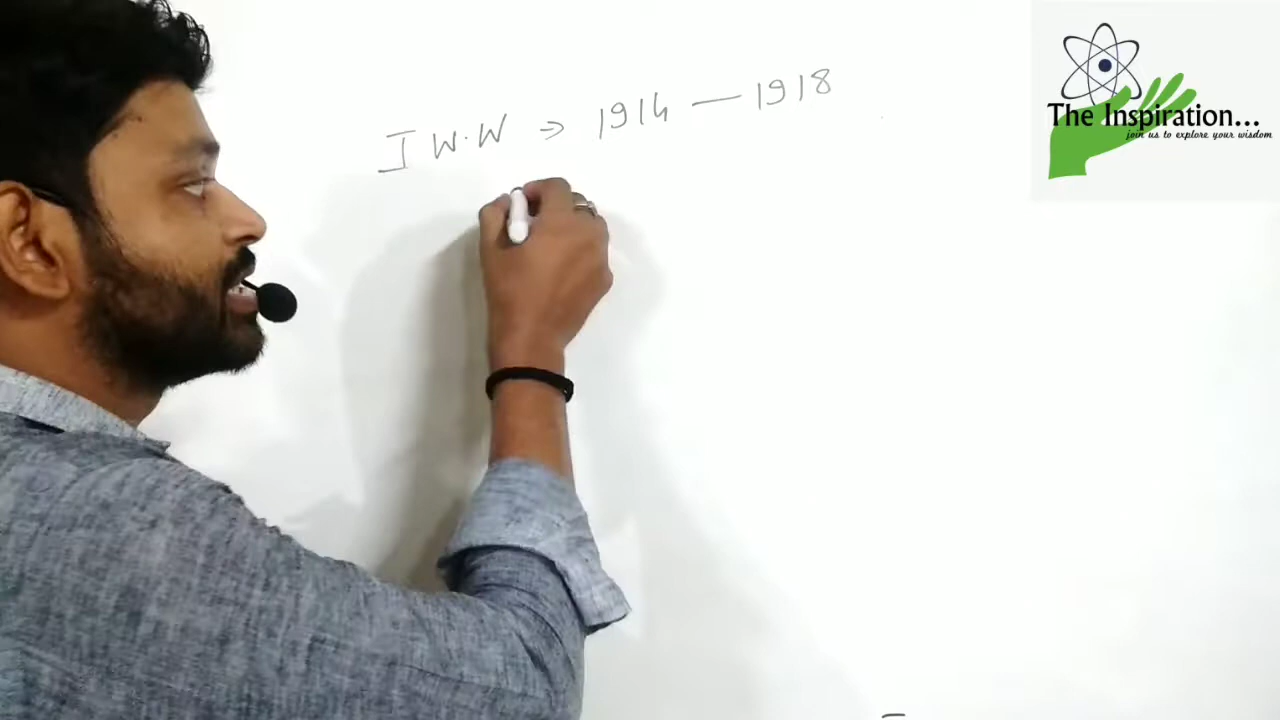 I W.W → 1914 — 1918
The Inspiration...
join us to explore your wisdom